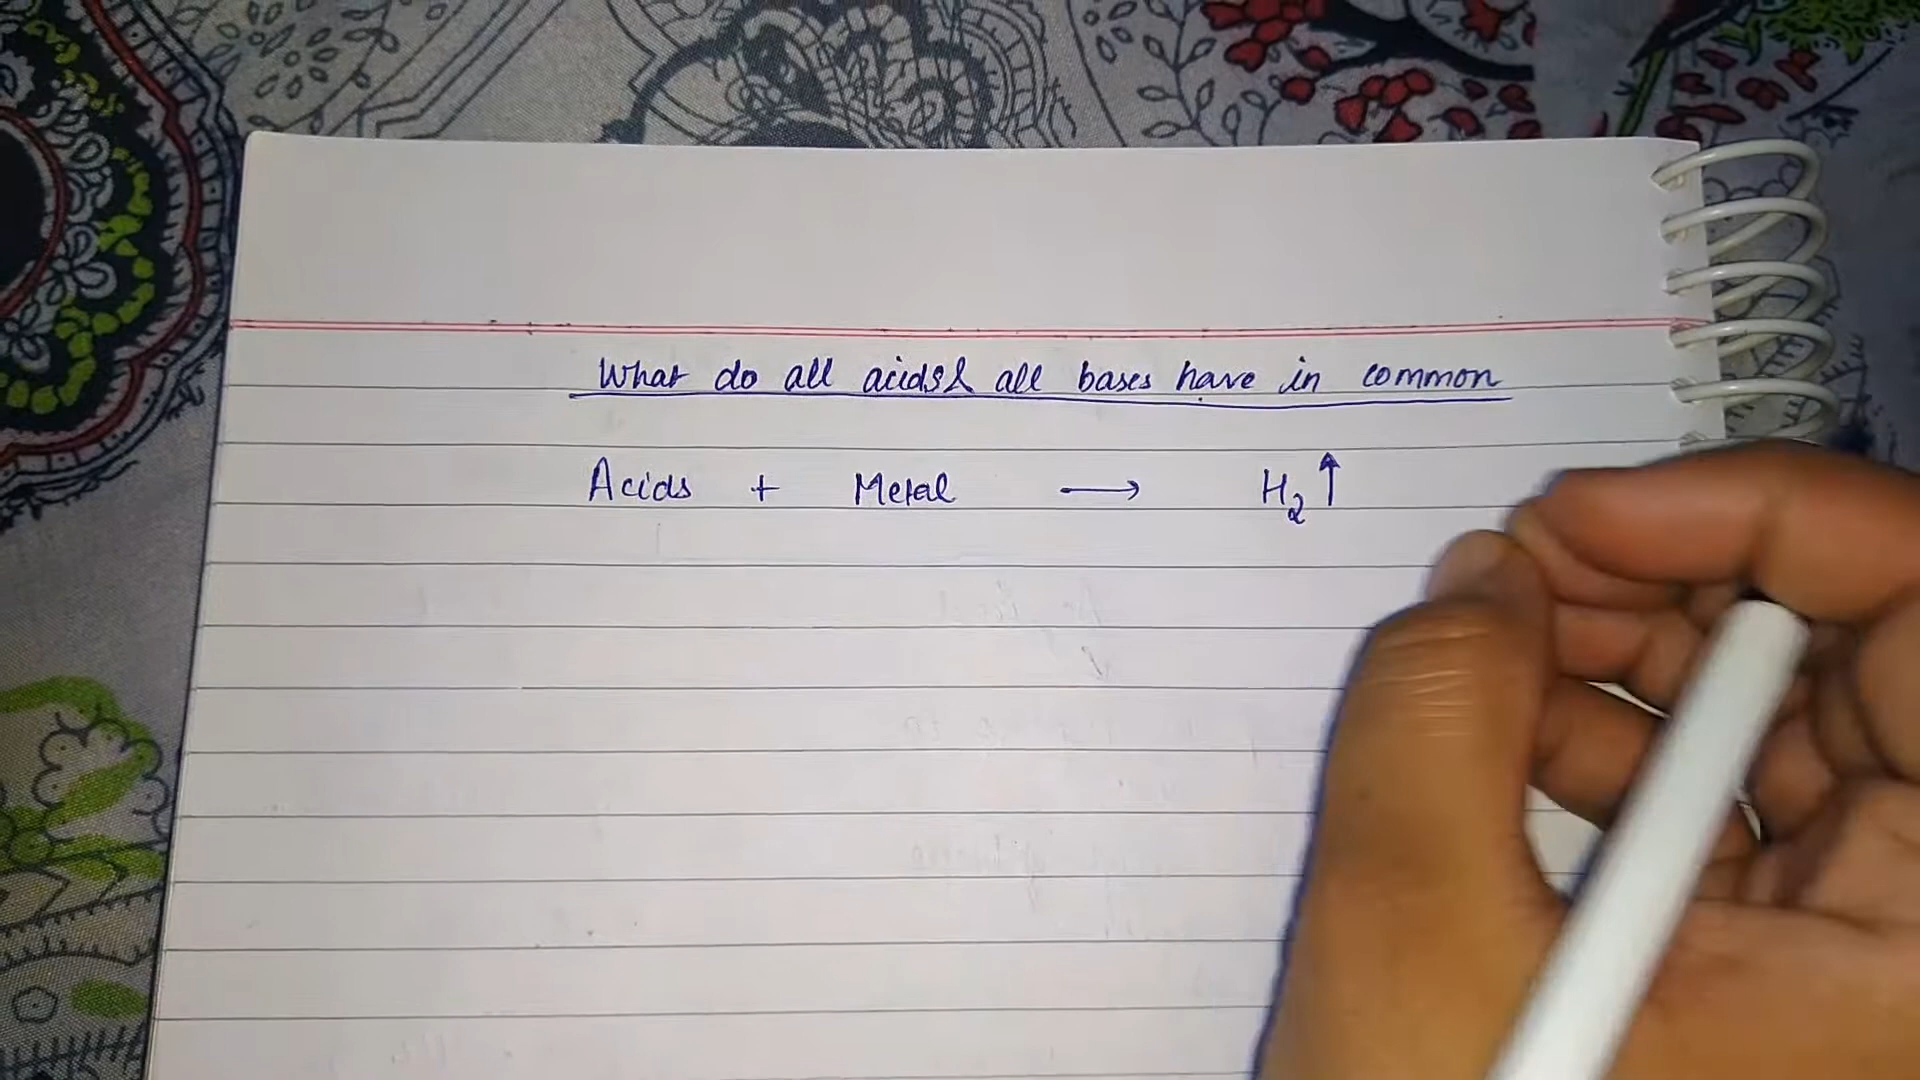 What do all acids & all bases have in common
Acids + Metal → H₂↑